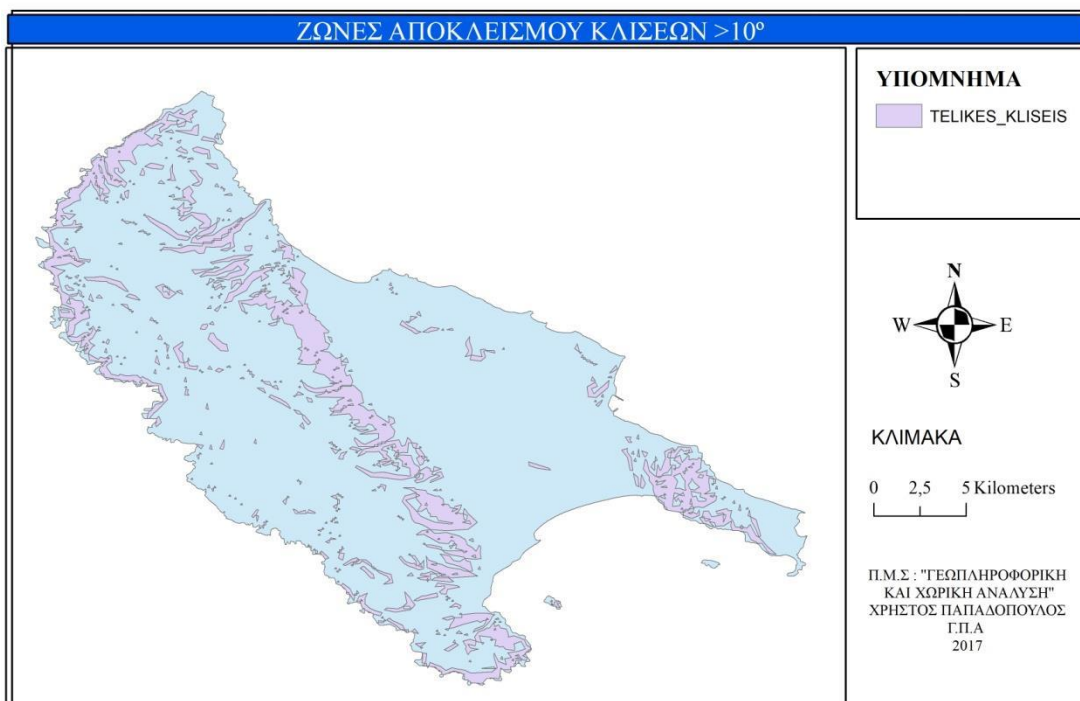 ΖΩΝΕΣ ΑΠΟΚΛΕΙΣΜΟΥ ΚΛΙΣΕΩΝ >10º
ΥΠΟΜΝΗΜΑ
TELIKES_KLISEIS
N
W E
S
ΚΛΙΜΑΚΑ
0 2,5 5 Kilometers
Π.Μ.Σ : "ΓΕΩΠΛΗΡΟΦΟΡΙΚΗ
ΚΑΙ ΧΩΡΙΚΗ ΑΝΑΛΥΣΗ"
ΧΡΗΣΤΟΣ ΠΑΠΑΔΟΠΟΥΛΟΣ
Γ.Π.Α
2017